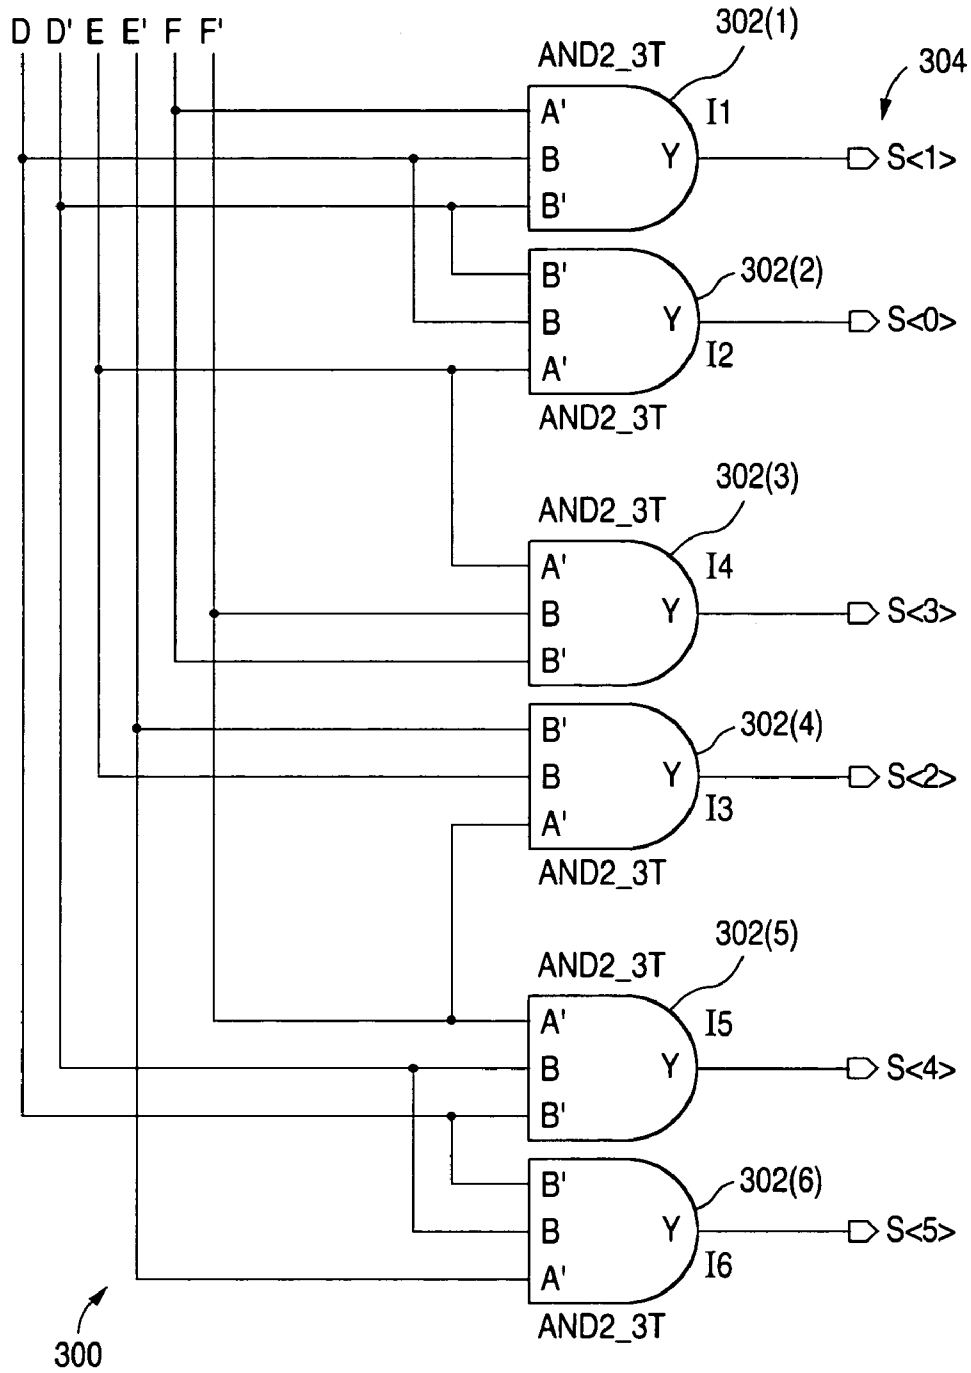 D D' E E' F F'
302(1)
AND2_3T
304
A'
I1
B
Y
S<1>
B'
B'
302(2)
B
Y
S<0>
I2
A'
AND2_3T
302(3)
AND2_3T
A'
I4
B
Y
S<3>
B'
B'
302(4)
B
Y
S<2>
I3
A'
AND2_3T
302(5)
AND2_3T
A'
I5
B
Y
S<4>
B'
B'
302(6)
B
Y
S<5>
I6
A'
AND2_3T
300